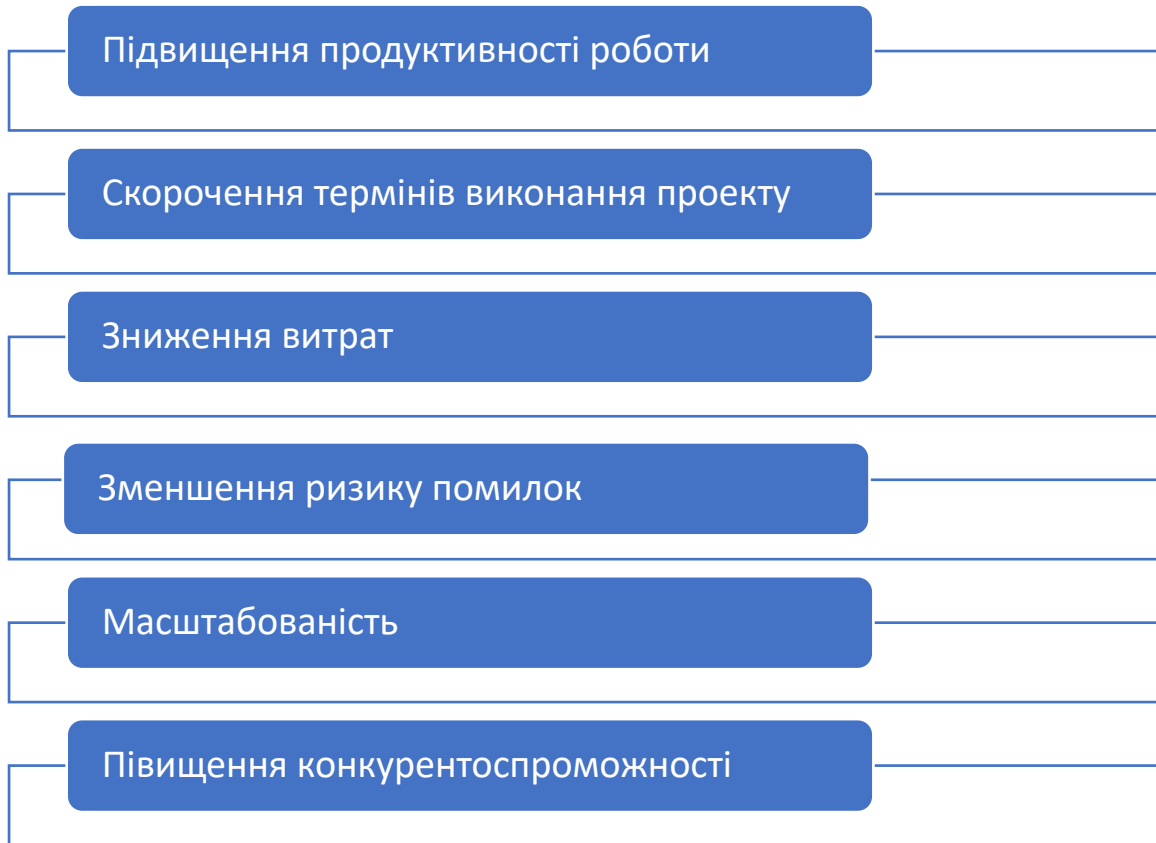 Підвищення продуктивності роботи
Скорочення термінів виконання проекту
Зниження витрат
Зменшення ризику помилок
Масштабованість
Півищення конкурентоспроможності